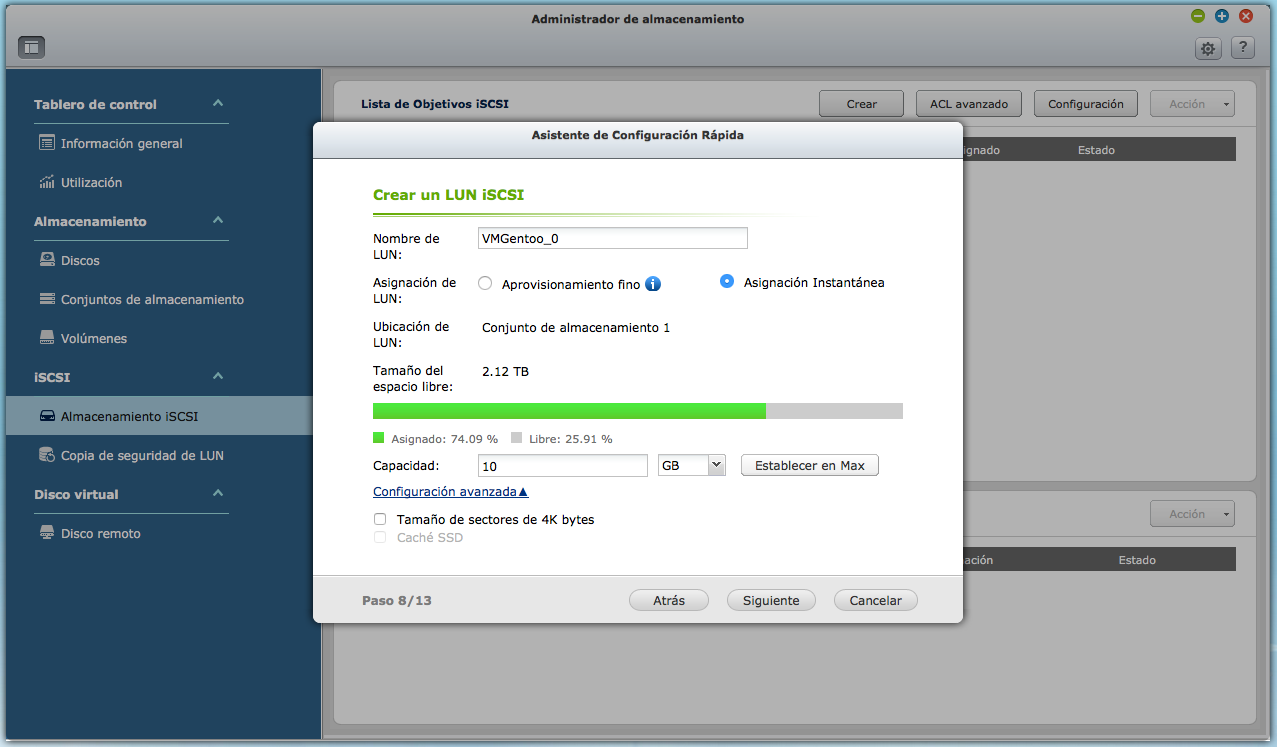 Administrador de almacenamiento
?
Tablero de control
Información general
Utilización
Almacenamiento
Discos
Conjuntos de almacenamiento
Volúmenes
iSCSI
Almacenamiento iSCSI
Copia de seguridad de LUN
Disco virtual
Disco remoto
Lista de Objetivos iSCSI
Crear
ACL avanzado
Configuración
Acción
ignado
Estado
Asistente de Configuración Rápida
Crear un LUN iSCSI
Nombre de
LUN:
VMGentoo_0
Asignación de
LUN:
Aprovisionamiento fino
i
Asignación Instantánea
Ubicación de
LUN:
Conjunto de almacenamiento 1
Tamaño del
espacio libre:
2.12 TB
Asignado: 74.09 %
Libre: 25.91 %
Capacidad:
10
GB
Establecer en Max
Configuración avanzada▲
Tamaño de sectores de 4K bytes
Caché SSD
Paso 8/13
Atrás
Siguiente
Cancelar
Acción
ación
Estado